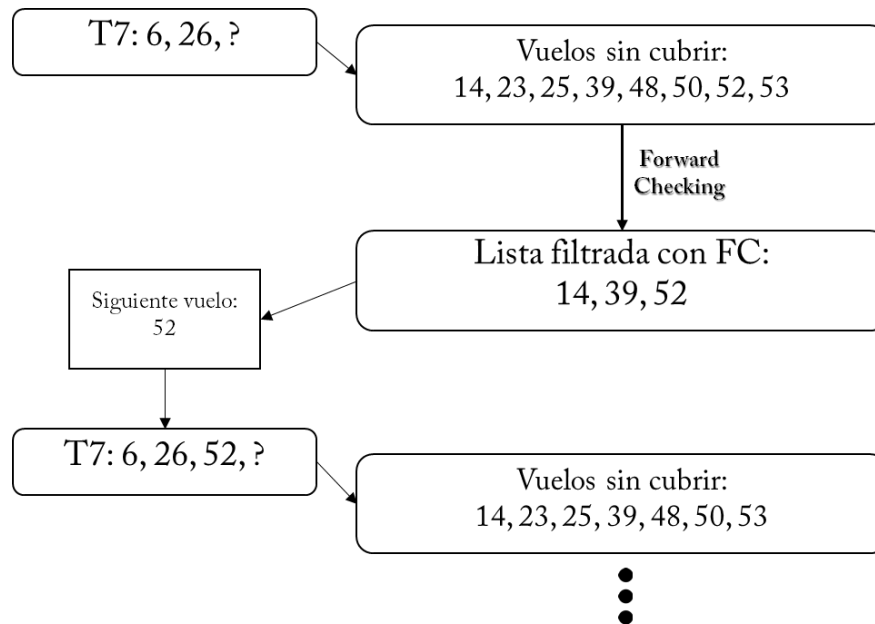 T7: 6, 26, ?
Vuelos sin cubrir:
14, 23, 25, 39, 48, 50, 52, 53
Forward
Checking
Lista filtrada con FC:
14, 39, 52
Siguiente vuelo:
52
T7: 6, 26, 52, ?
Vuelos sin cubrir:
14, 23, 25, 39, 48, 50, 53